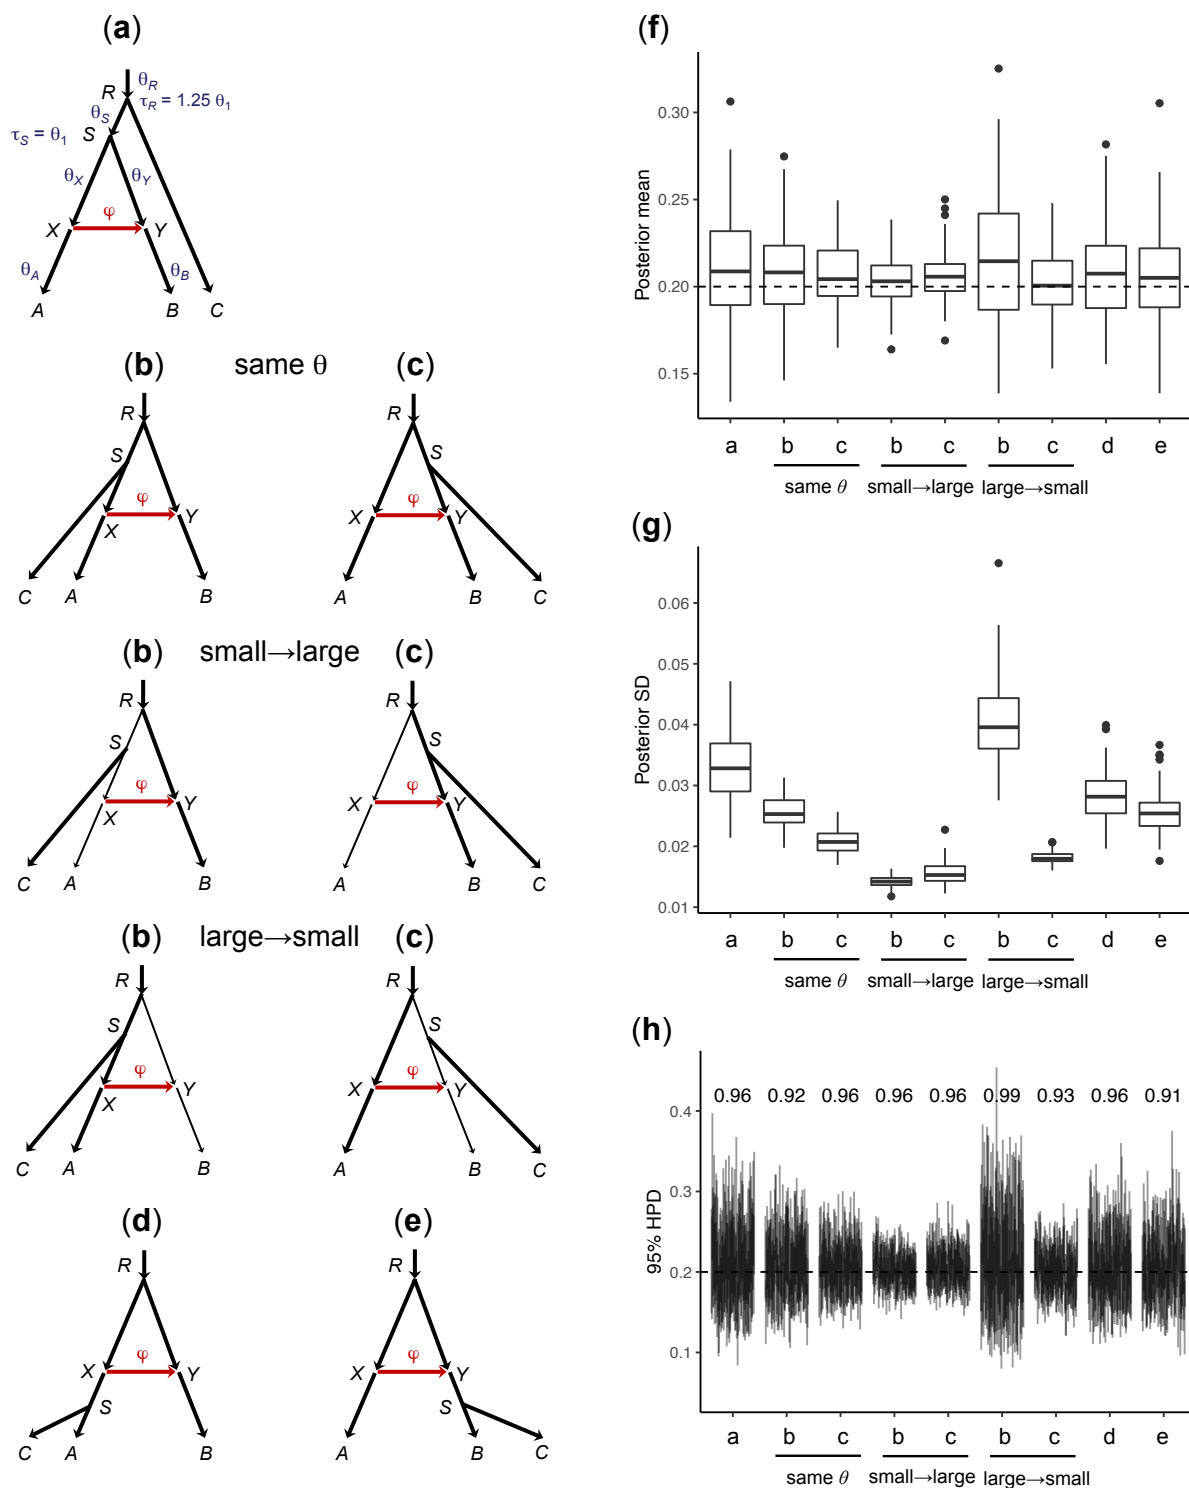 (a)
θR
R
τR = 1.25 θ1
θS
τS = θ1
S
θX
θY
φ
X
Y
θA
θB
A
B
C
(b) same θ (c)
R
S
φ
X
Y
C
A
B
R
S
φ
X
Y
A
B
C
(b) small→large (c)
R
S
φ
X
Y
C
A
B
R
S
φ
X
Y
A
B
C
(b) large→small (c)
R
S
φ
X
Y
C
A
B
R
S
φ
X
Y
A
B
C
(d) (e)
R
φ
X
Y
S
C
A
B
R
φ
X
Y
S
A
B
C
(f)
Posterior mean
0.30
0.25
0.20
0.15
a b c b c b c d e
same θ small→large large→small
(g)
Posterior SD
0.06
0.05
0.04
0.03
0.02
0.01
a b c b c b c d e
same θ small→large large→small
(h)
95% HPD
0.96 0.92 0.96 0.96 0.96 0.99 0.93 0.96 0.91
0.4
0.3
0.2
0.1
a b c b c b c d e
same θ small→large large→small